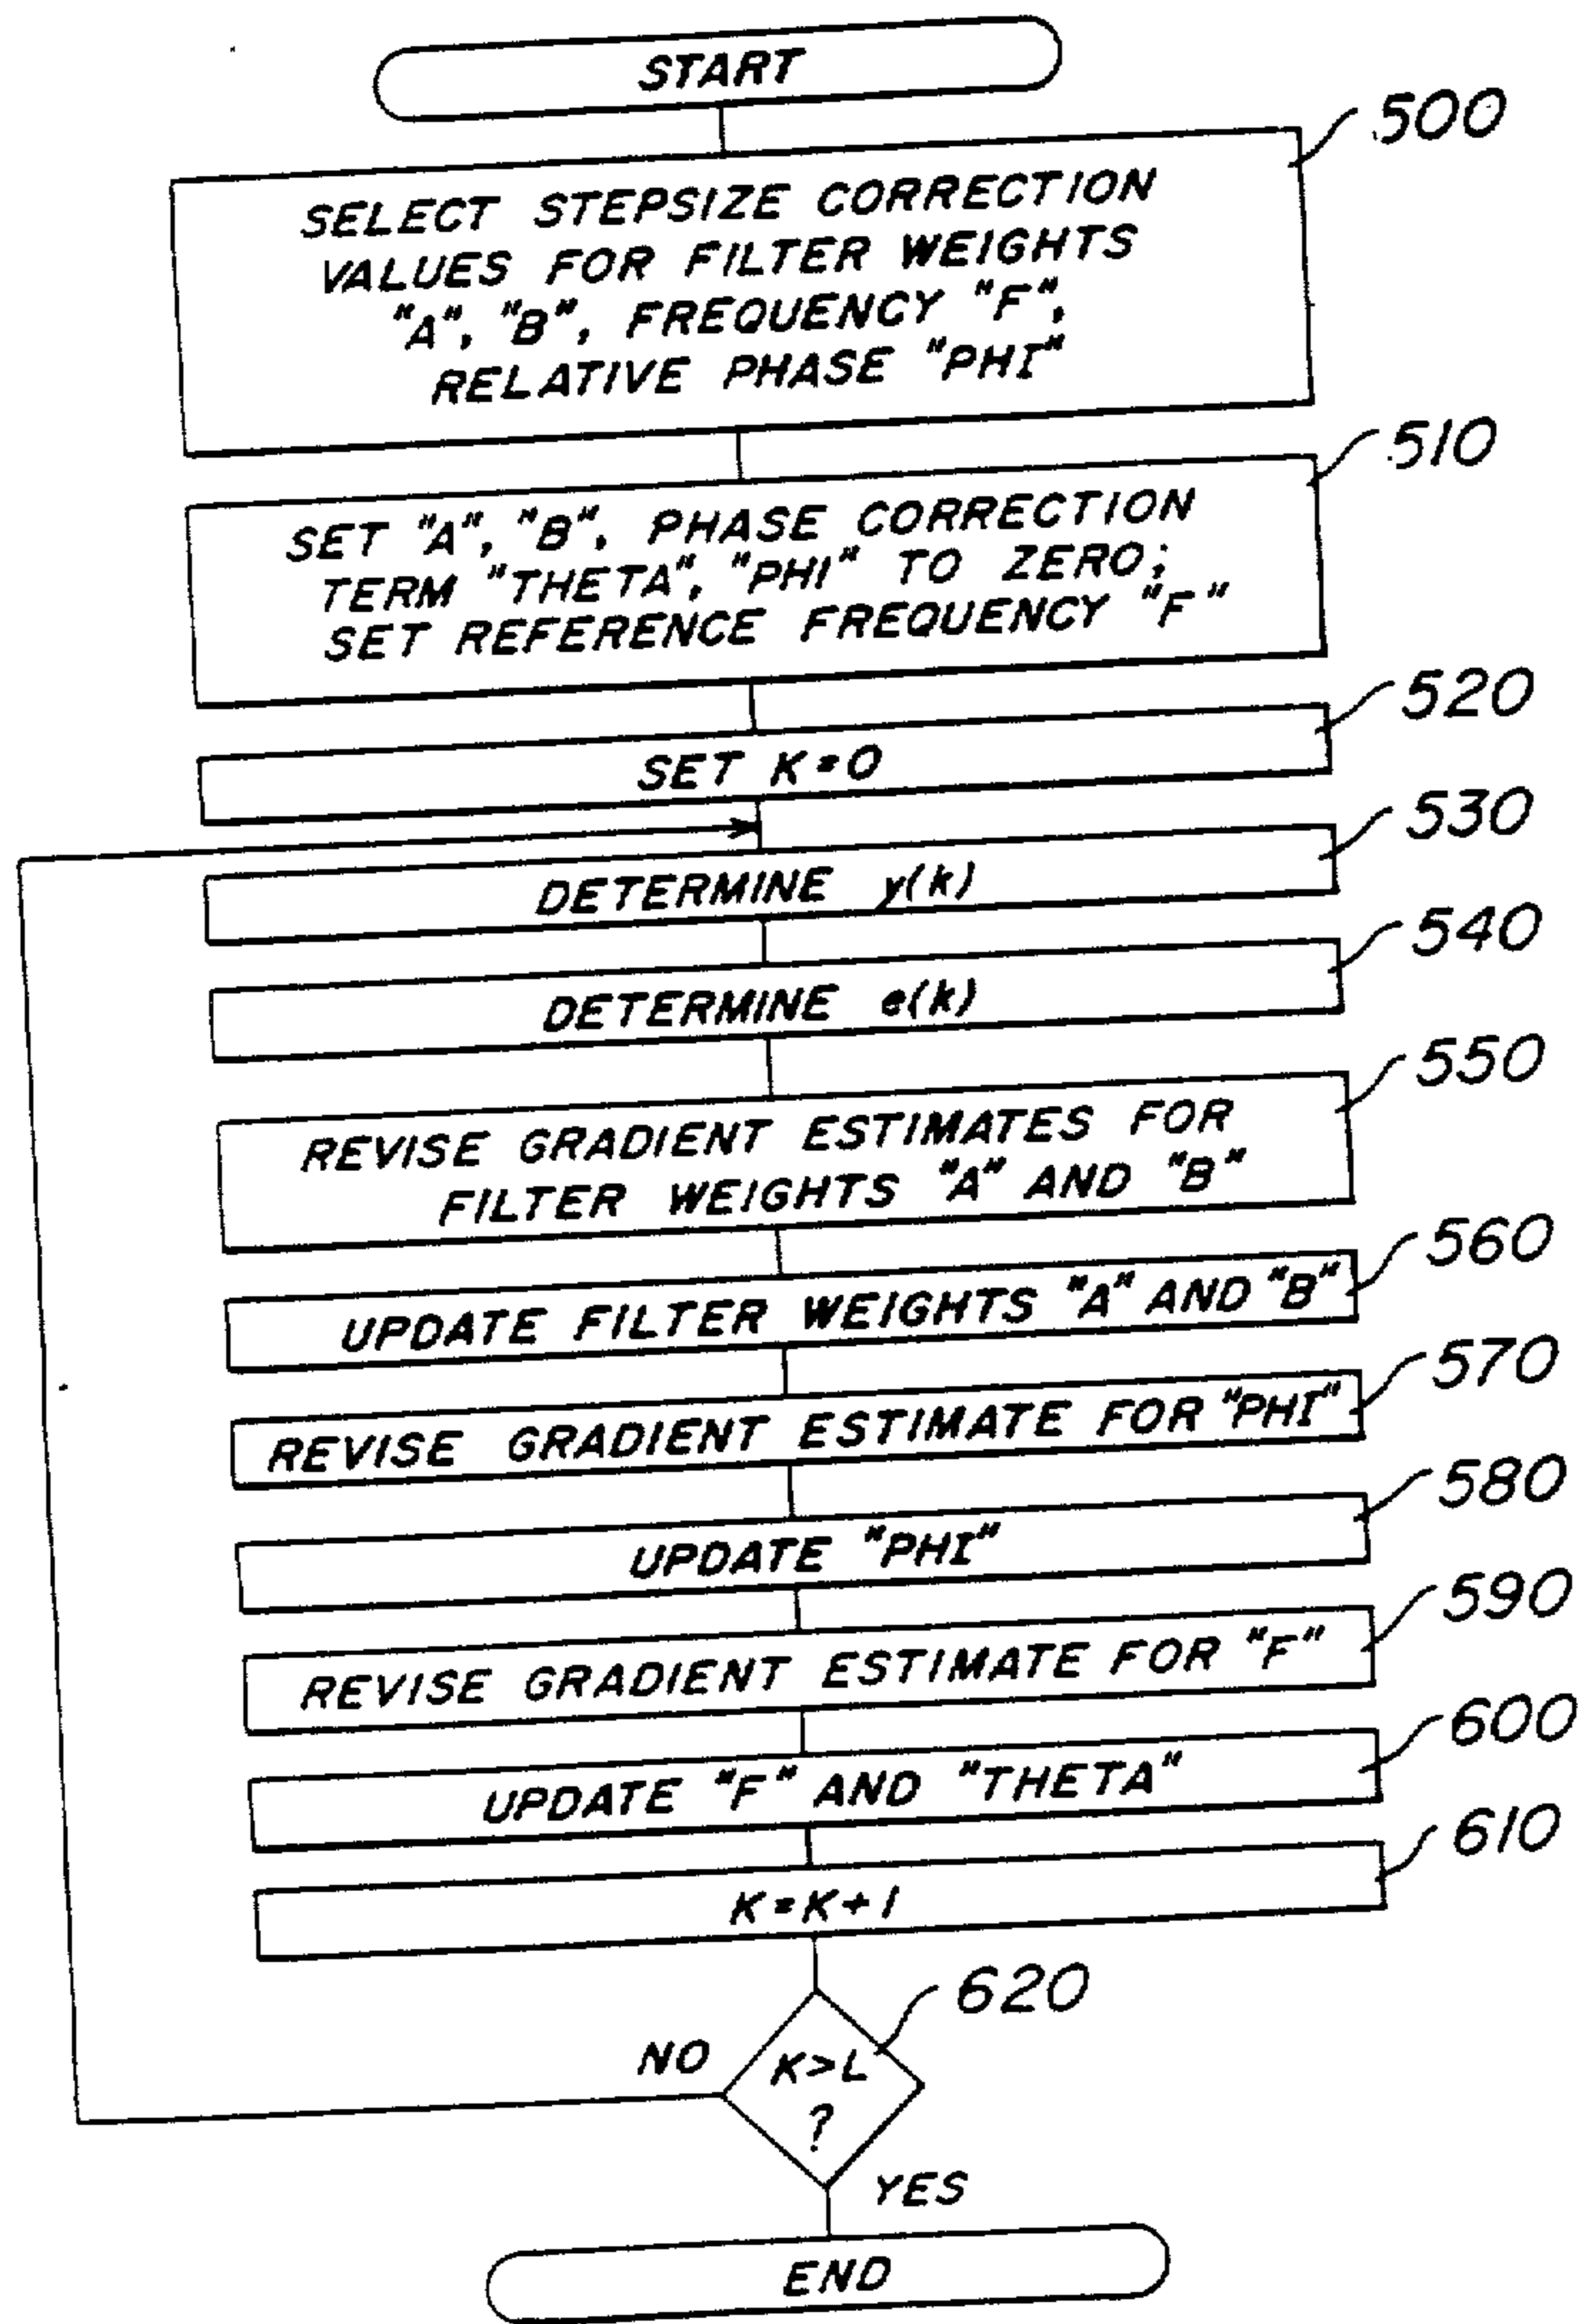 START
500
SELECT STEPSIZE CORRECTION
VALUES FOR FILTER WEIGHTS
"A", "B", FREQUENCY "F",
RELATIVE PHASE "PHI"
510
SET "A", "B", PHASE CORRECTION
TERM "THETA", "PHI" TO ZERO;
SET REFERENCE FREQUENCY "F"
520
SET K=0
530
DETERMINE y(k)
540
DETERMINE e(k)
550
REVISE GRADIENT ESTIMATES FOR
FILTER WEIGHTS "A" AND "B"
560
UPDATE FILTER WEIGHTS "A" AND "B"
570
REVISE GRADIENT ESTIMATE FOR "PHI"
580
UPDATE "PHI"
590
REVISE GRADIENT ESTIMATE FOR "F"
600
UPDATE "F" AND "THETA"
610
K=K+1
620
NO
K>L
?
YES
END